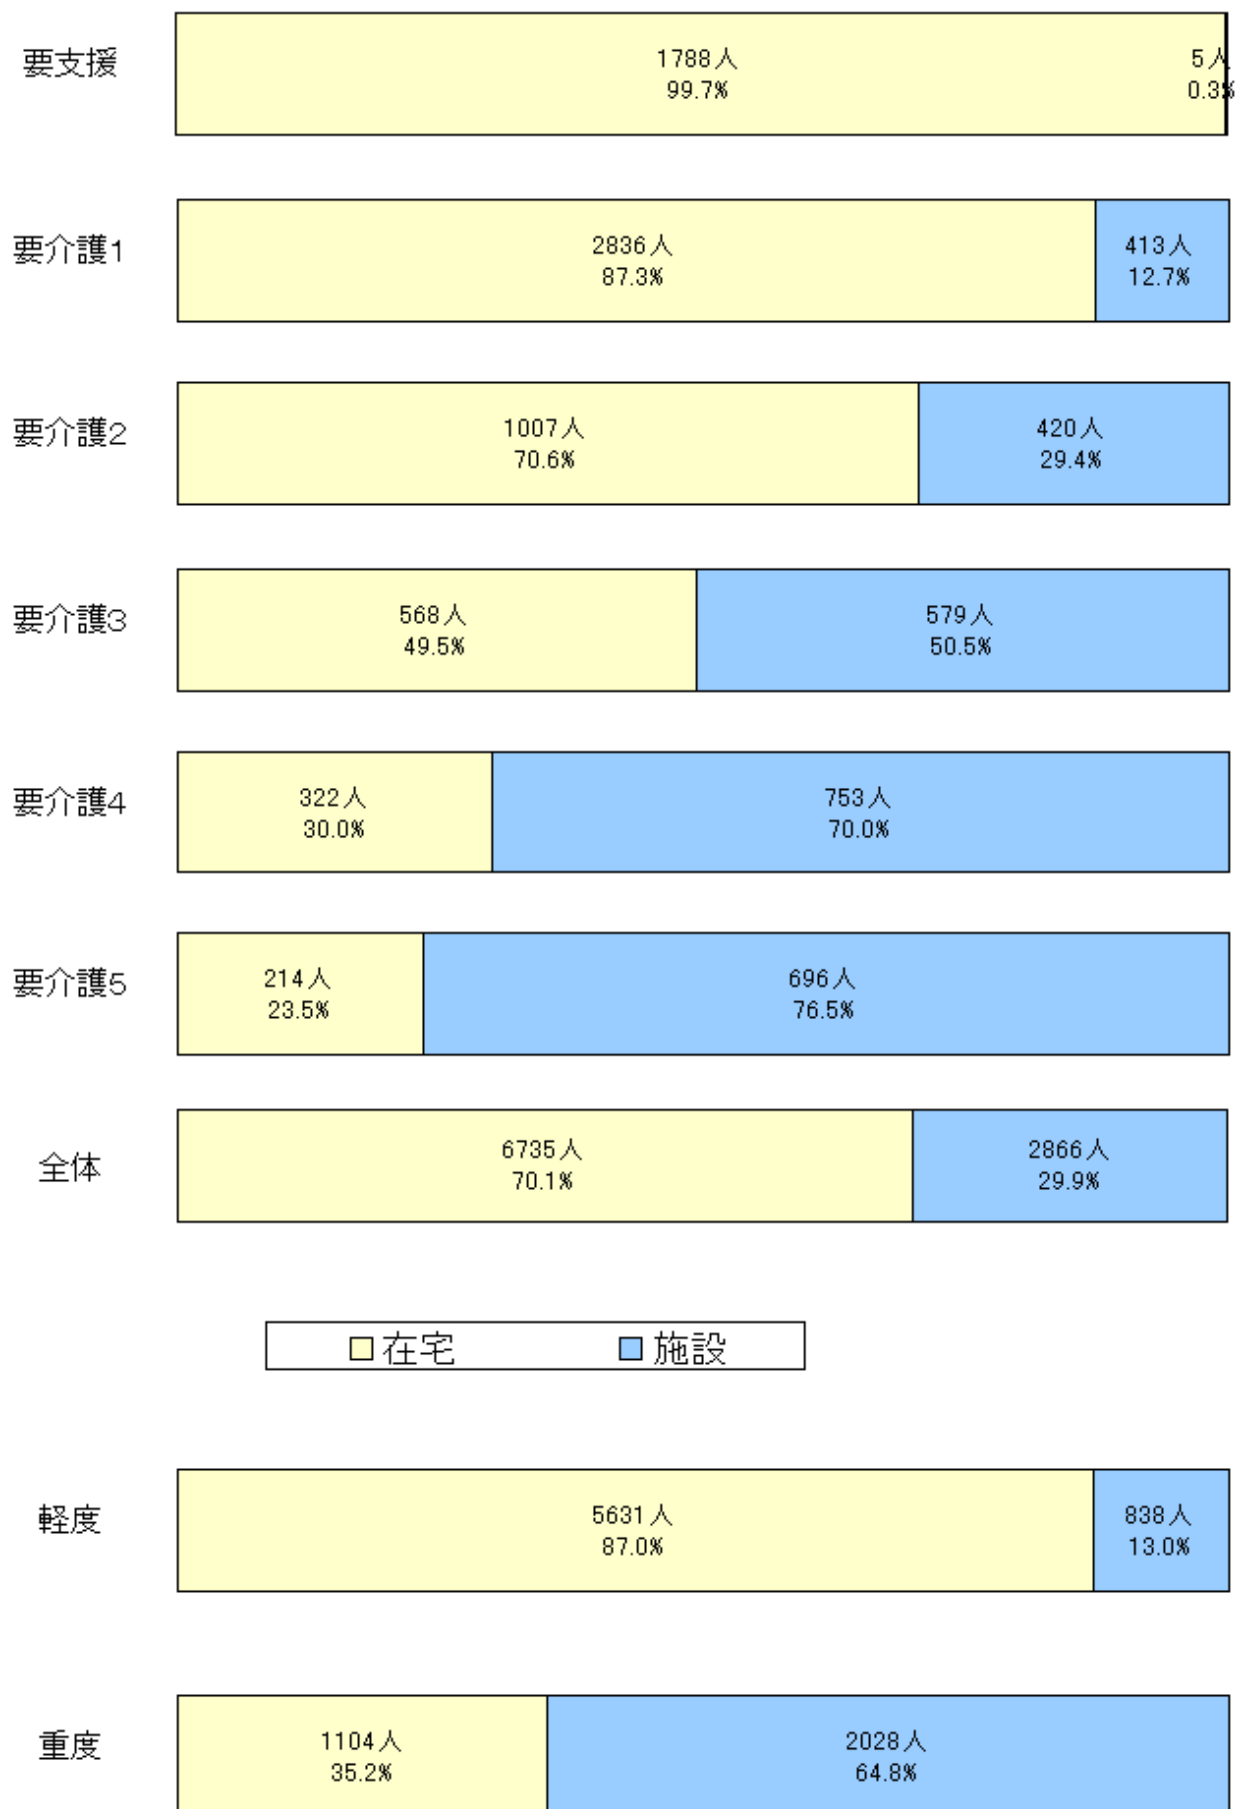 要支援
1788人
99.7%
5人
0.3%
要介護1
2836人
87.3%
413人
12.7%
要介護2
1007人
70.6%
420人
29.4%
要介護3
568人
49.5%
579人
50.5%
要介護4
322人
30.0%
753人
70.0%
要介護5
214人
23.5%
696人
76.5%
全体
6735人
70.1%
2866人
29.9%
在宅
施設
軽度
5631人
87.0%
838人
13.0%
重度
1104人
35.2%
2028人
64.8%